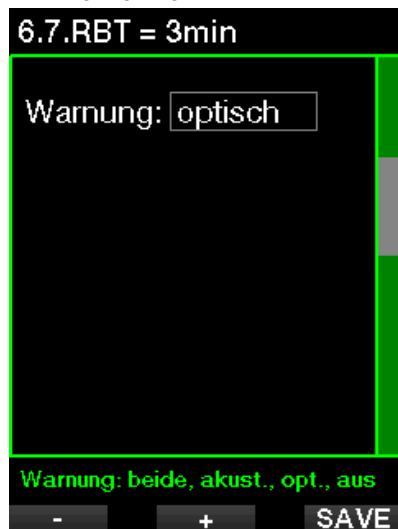 6.7.RBT = 3min
Warnung: optisch
Warnung: beide, akust., opt., aus
- + SAVE